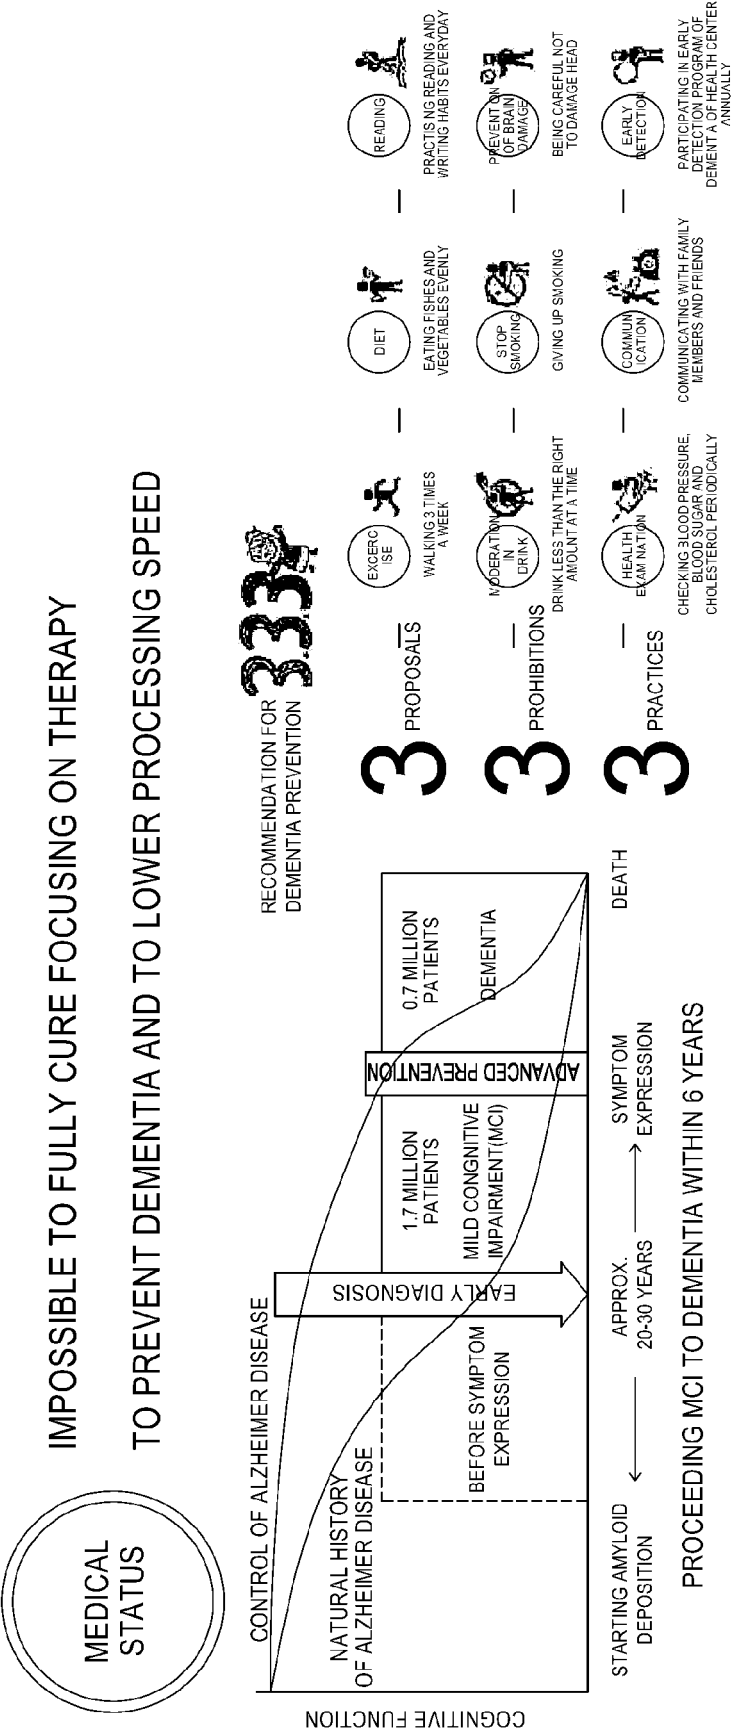 MEDICAL
STATUS
IMPOSSIBLE TO FULLY CURE FOCUSING ON THERAPY
TO PREVENT DEMENTIA AND TO LOWER PROCESSING SPEED
COGNITIVE FUNCTION
CONTROL OF ALZHEIMER DISEASE
NATURAL HISTORY
OF ALZHEIMER DISEASE
BEFORE SYMPTOM
EXPRESSION
EARLY DIAGNOSIS
1.7 MILLION
PATIENTS
MILD CONGNITIVE
IMPAIRMENT(MCI)
ADVANCED PREVENTION
0.7 MILLION
PATIENTS
DEMENTIA
STARTING AMYLOID
DEPOSITION
APPROX.
20-30 YEARS
SYMPTOM
EXPRESSION
DEATH
PROCEEDING MCI TO DEMENTIA WITHIN 6 YEARS
RECOMMENDATION FOR
DEMENTIA PREVENTION
333
3 PROPOSALS
EXCERC
ISE
WALKING 3 TIMES
A WEEK
DIET
EATING FISHES AND
VEGETABLES EVENLY
READING
PRACTISING READING AND
WRITING HABITS EVERYDAY
3 PROHIBITIONS
MODERATION
IN
DRINK
DRINK LESS THAN THE RIGHT
AMOUNT AT A TIME
STOP
SMOKING
GIVING UP SMOKING
PREVENTION
OF BRAIN
DAMAGE
BEING CAREFUL NOT
TO DAMAGE HEAD
3 PRACTICES
HEALTH
EXAMINATION
CHECKING BLOOD PRESSURE,
BLOOD SUGAR AND
CHOLESTEROL PERIODICALLY
COMMUN
ICATION
COMMUNICATING WITH FAMILY
MEMBERS AND FRIENDS
EARLY
DETECTION
PARTICIPATING IN EARLY
DETECTION PROGRAM OF
DEMENTIA OF HEALTH CENTER
ANNUALLY